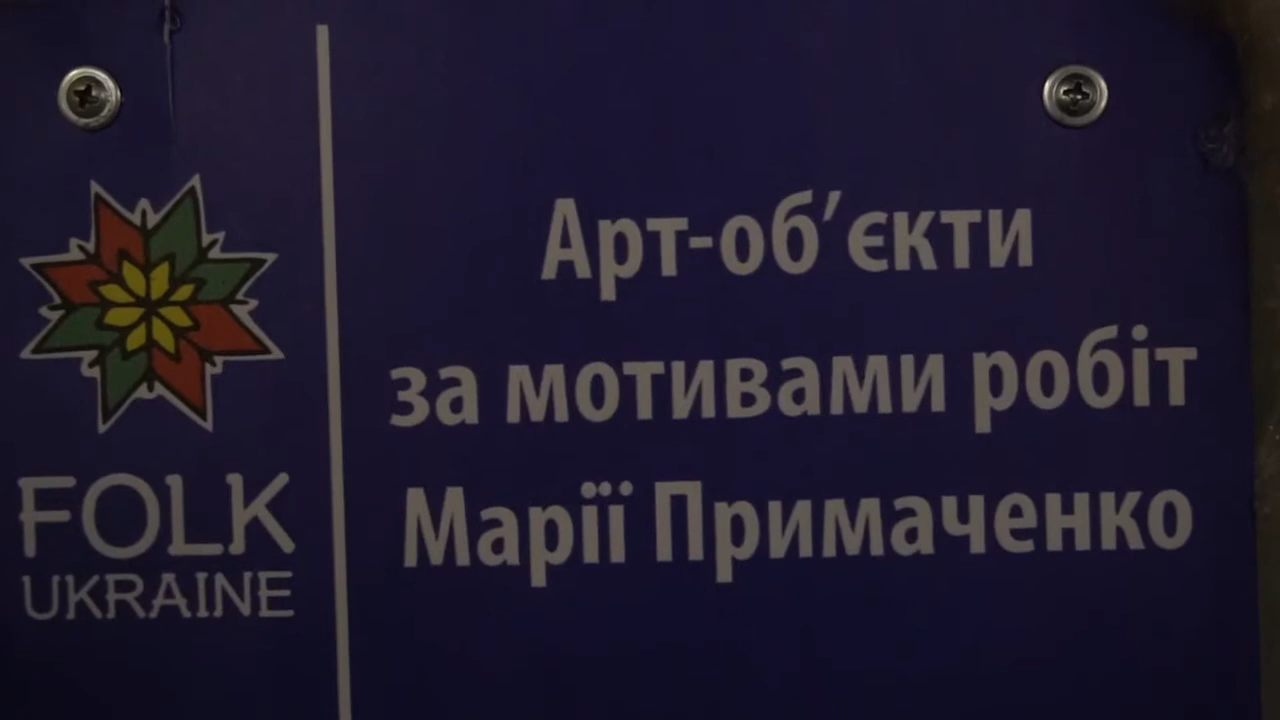 FOLK
UKRAINE
Арт-об’єкти
за мотивами робіт
Марії Примаченко